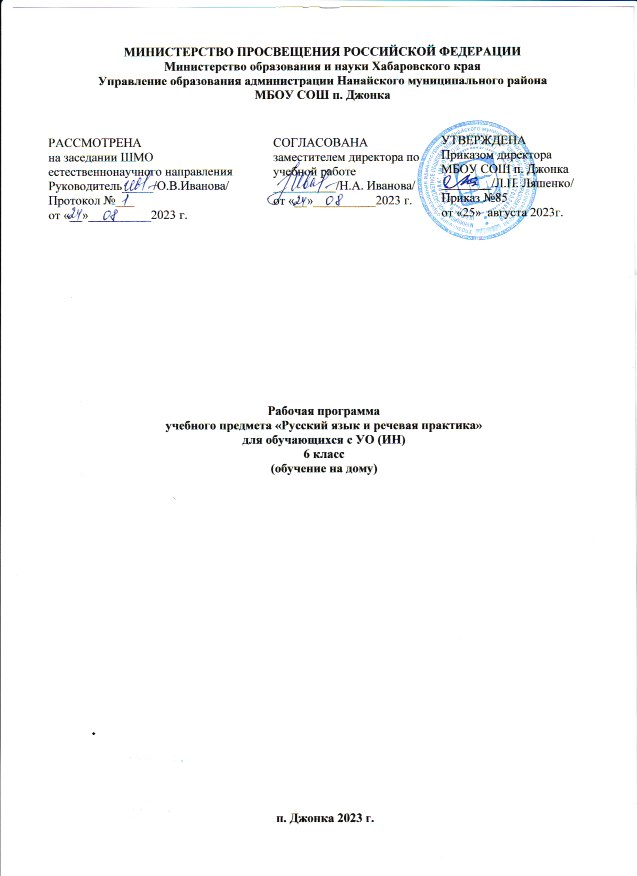 МИНИСТЕРСТВО ПРОСВЕЩЕНИЯ РОССИЙСКОЙ ФЕДЕРАЦИИ
Министерство образования и науки Хабаровского края
Управление образования администрации Нанайского муниципального района
МБОУ СОШ п. Джонка
РАССМОТРЕНА
на заседании ШМО
естественнонаучного направления
Руководитель /О.В.Иванова/
Протокол № 1
от «24» 08 2023 г.
СОГЛАСОВАНА
заместителем директора по
учебной работе
/Н.А. Иванова/
от «24» 08 2023 г.
УТВЕРЖДЕНА
Приказом директора
МБОУ СОШ п. Джонка
/Л.П. Ляпенко/
Приказ №85
от «25» августа 2023г.
Рабочая программа
учебного предмета «Русский язык и речевая практика»
для обучающихся с УО (ИН)
6 класс
(обучение на дому)
п. Джонка 2023 г.